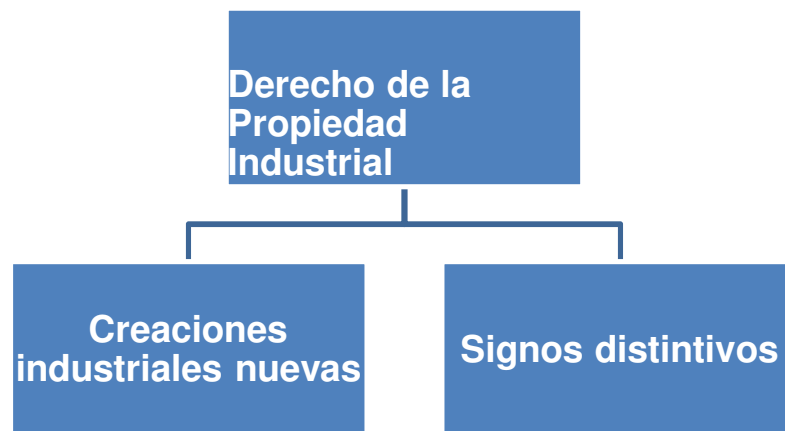 Derecho de la
Propiedad
Industrial
Creaciones
industriales nuevas
Signos distintivos